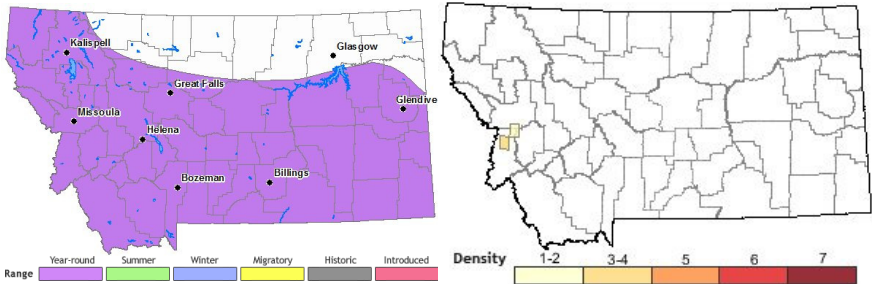 Kalispell
Glasgow
Great Falls
Glendive
Missoula
Helena
Bozeman
Billings
Year-round Summer Winter Migratory Historic Introduced
Range
Density 1-2 3-4 5 6 7